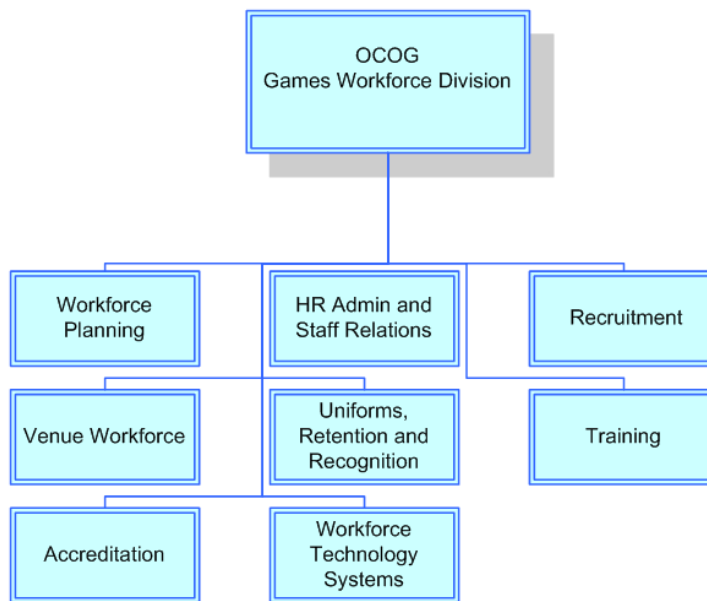 OCOG
Games Workforce Division
Workforce
Planning
HR Admin and
Staff Relations
Recruitment
Venue Workforce
Uniforms,
Retention and
Recognition
Training
Accreditation
Workforce
Technology
Systems